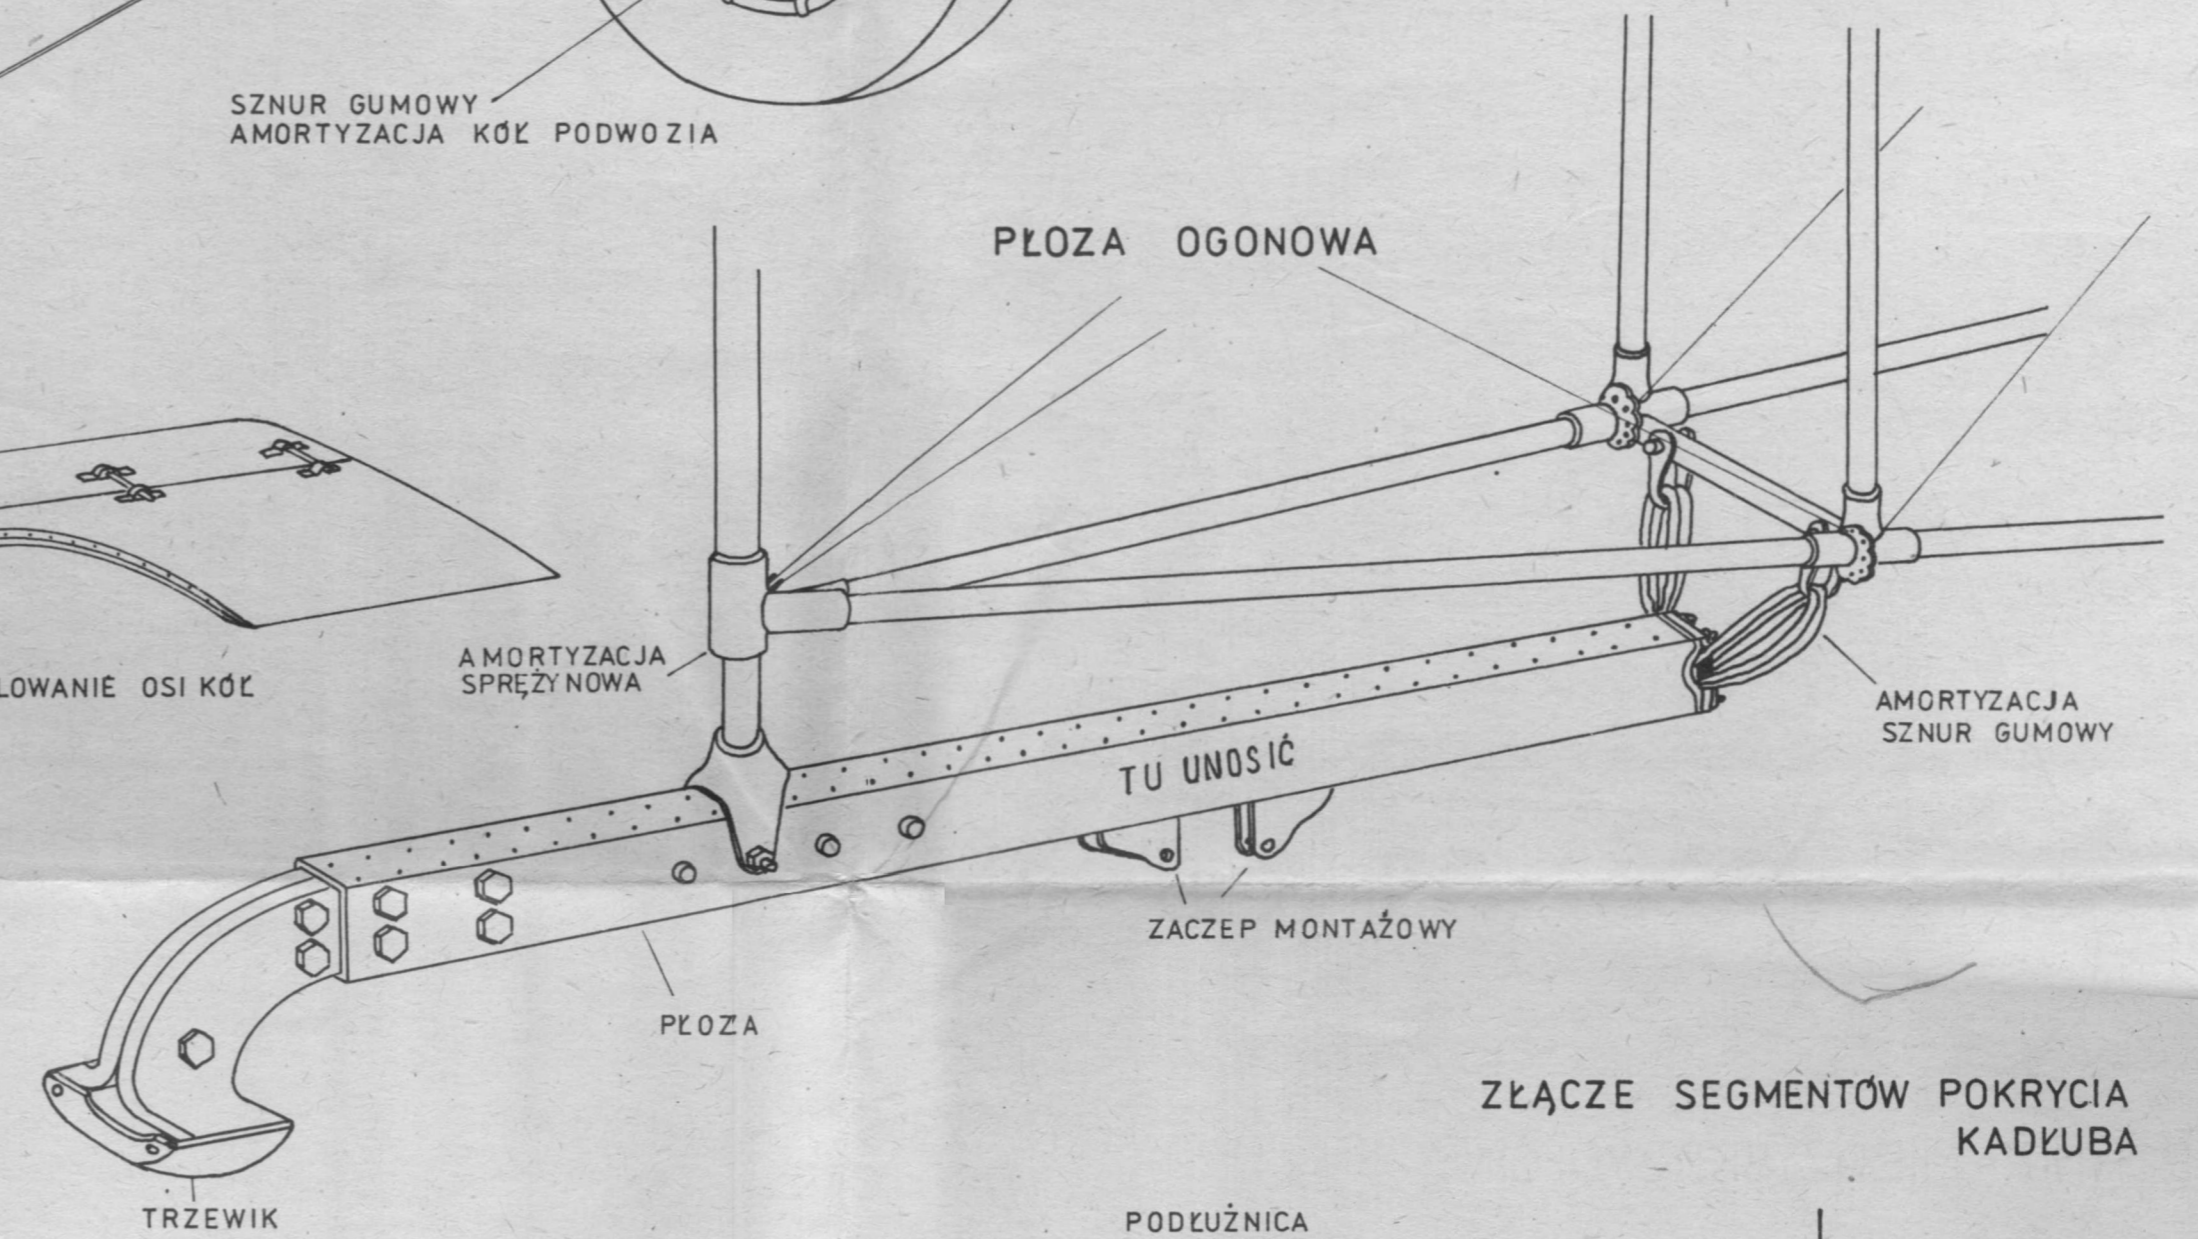 SZNUR GUMOWY
AMORTYZACJA KÓŁ PODWOZIA
PŁOZA OGONOWA
LOWANIE OSI KÓŁ
AMORTYZACJA
SPRĘŻYNOWA
AMORTYZACJA
SZNUR GUMOWY
TU UNOSIĆ
ZACZEP MONTAŻOWY
PŁOZA
ZŁĄCZE SEGMENTÓW POKRYCIA
KADŁUBA
TRZEWIK
PODŁUŻNICA